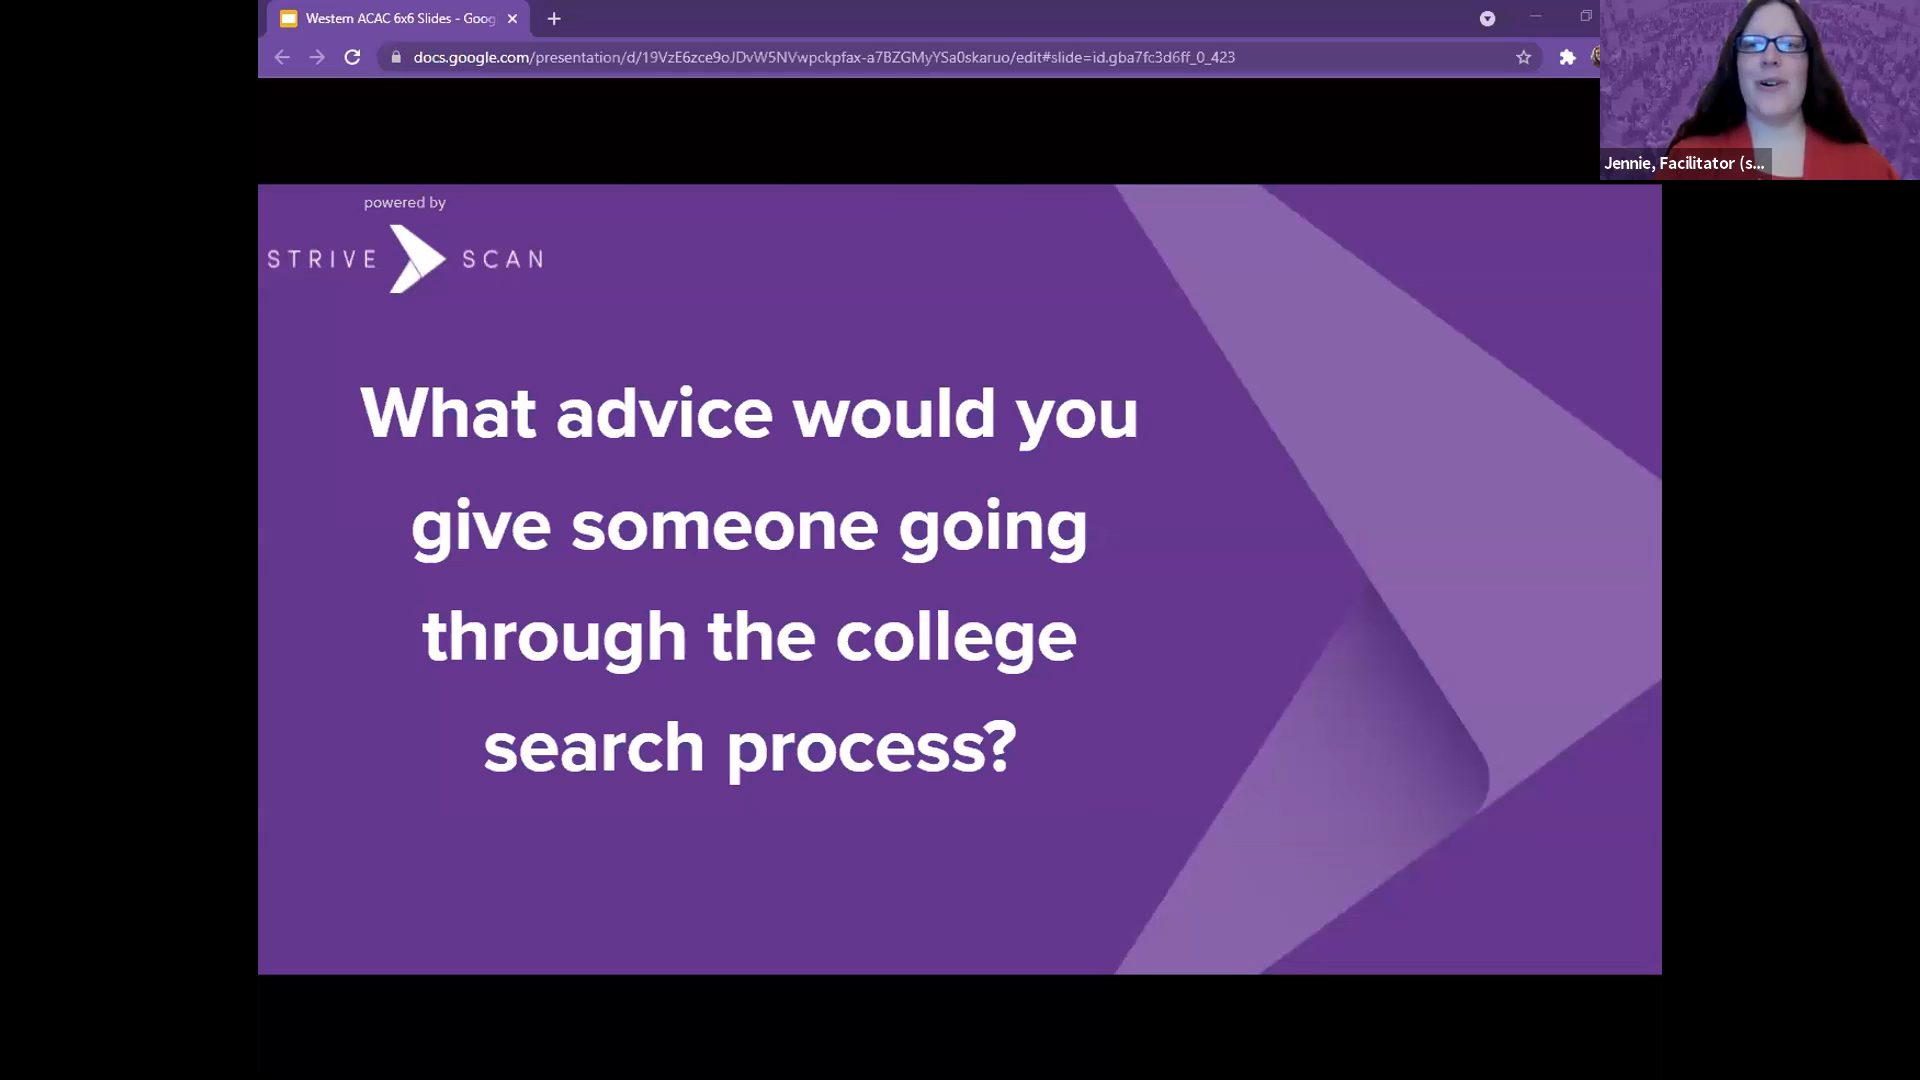 Western ACAC 6x6 Slides - Goog
docs.google.com/presentation/d/19VzE6zce9oJDvW5NVwpckpfax-a7BZGMyYSa0skaruo/edit#slide=id.gba7fc3d6ff_0_423
Jennie, Facilitator (s...
powered by
STRIVE SCAN
What advice would you
give someone going
through the college
search process?